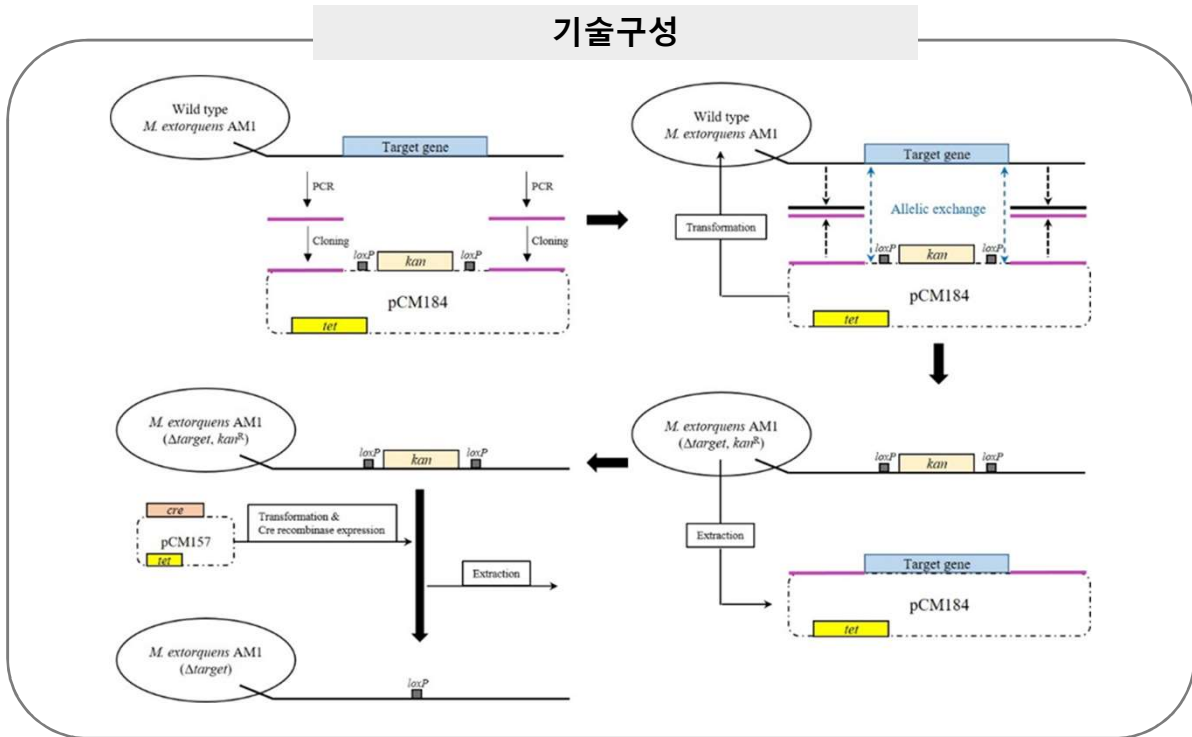 기술구성
Wild type
M. extorquens AM1
Target gene
PCR
PCR
Cloning
Cloning
loxP
kan
loxP
pCM184
tet
Wild type
M. extorquens AM1
Target gene
Allelic exchange
Transformation
loxP
kan
loxP
pCM184
tet
M. extorquens AM1
(Δtarget, kanᴿ)
loxP
kan
loxP
cre
pCM157
tet
Transformation &
Cre recombinase expression
Extraction
M. extorquens AM1
(Δtarget)
loxP
M. extorquens AM1
(Δtarget, kanᴿ)
loxP
kan
loxP
Extraction
Target gene
pCM184
tet